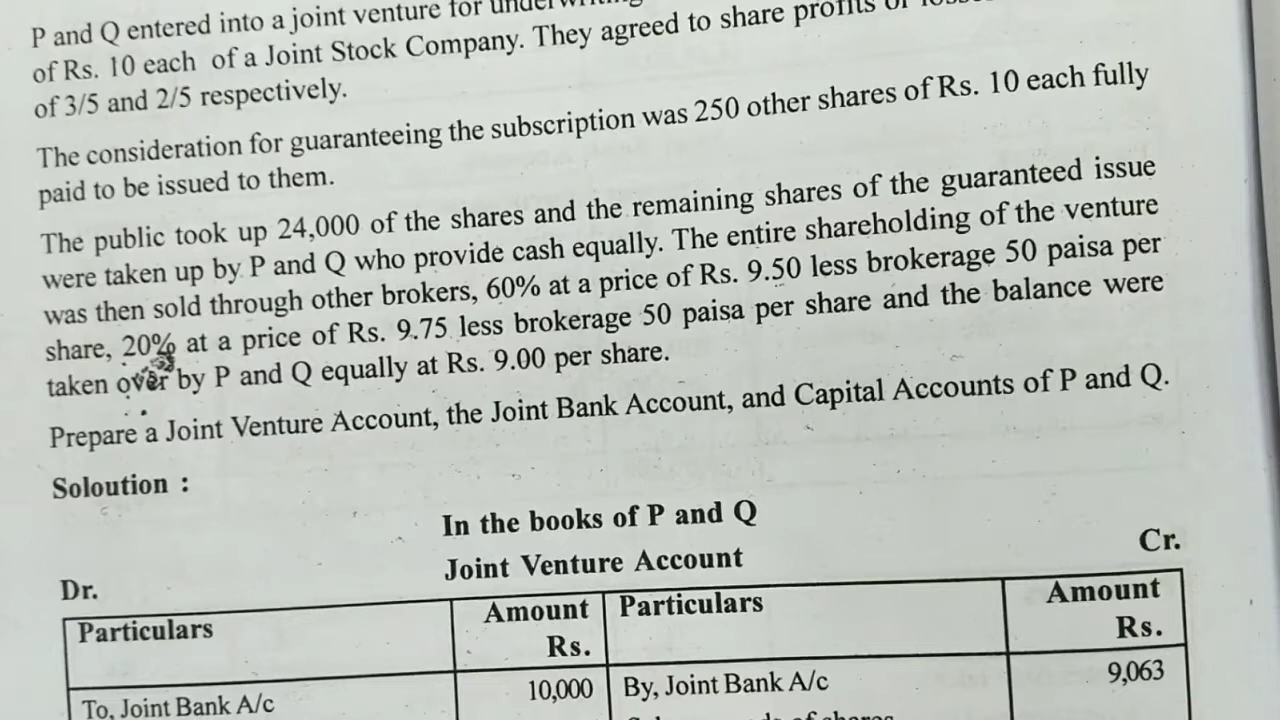 P and Q entered into a joint venture for
of Rs. 10 each of a Joint Stock Company. They agreed to share profits
of 3/5 and 2/5 respectively.
The consideration for guaranteeing the subscription was 250 other shares of Rs. 10 each fully
paid to be issued to them.
The public took up 24,000 of the shares and the remaining shares of the guaranteed issue
were taken up by P and Q who provide cash equally. The entire shareholding of the venture
was then sold through other brokers, 60% at a price of Rs. 9.50 less brokerage 50 paisa per
share, 20% at a price of Rs. 9.75 less brokerage 50 paisa per share and the balance were
taken over by P and Q equally at Rs. 9.00 per share.
Prepare a Joint Venture Account, the Joint Bank Account, and Capital Accounts of P and Q.
Soloution :
In the books of P and Q
Joint Venture Account
Dr. Cr.
Particulars Amount Rs. Particulars Amount Rs.
To, Joint Bank A/c 10,000 By, Joint Bank A/c 9,063
of shares